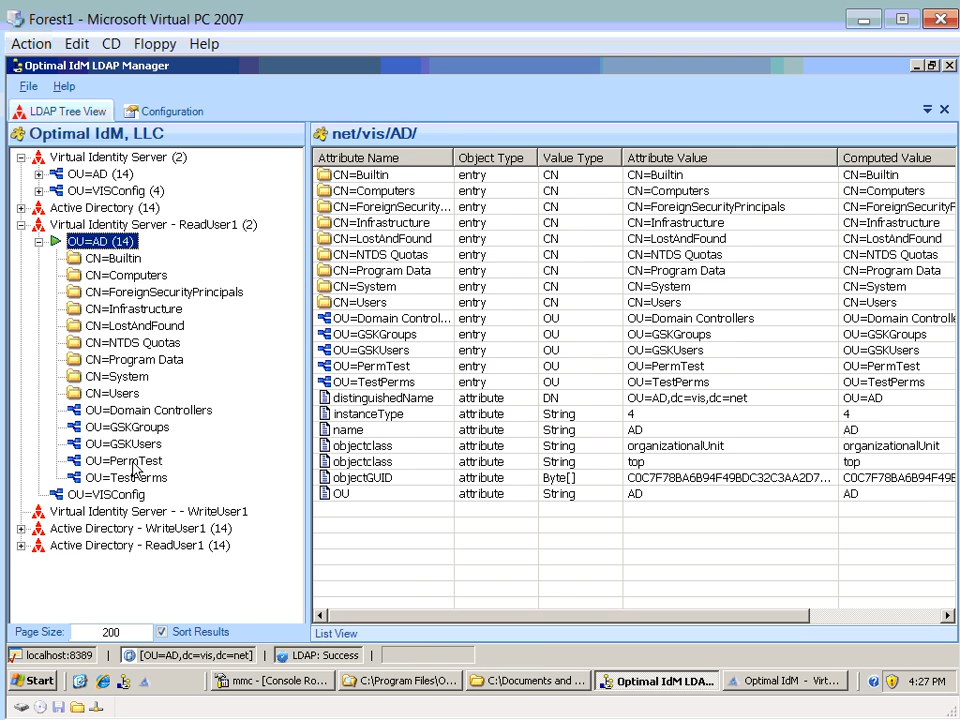 Forest1 - Microsoft Virtual PC 2007
Action Edit CD Floppy Help
Optimal IdM LDAP Manager
File Help
LDAP Tree View Configuration
Optimal IdM, LLC
Virtual Identity Server (2)
OU=AD (14)
OU=VISConfig (4)
Active Directory (14)
Virtual Identity Server - ReadUser1 (2)
OU=AD (14)
CN=Builtin
CN=Computers
CN=ForeignSecurityPrincipals
CN=Infrastructure
CN=LostAndFound
CN=NTDS Quotas
CN=Program Data
CN=System
CN=Users
OU=Domain Controllers
OU=GSKGroups
OU=GSKUsers
OU=PermTest
OU=TestPerms
OU=VISConfig
Virtual Identity Server - - WriteUser1
Active Directory - WriteUser1 (14)
Active Directory - ReadUser1 (14)
Page Size: 200 Sort Results
net/vis/AD/
Attribute Name Object Type Value Type Attribute Value Computed Value
CN=Builtin entry CN CN=Builtin CN=Builtin
CN=Computers entry CN CN=Computers CN=Computers
CN=ForeignSecurity... entry CN CN=ForeignSecurityPrincipals CN=ForeignSecurityP
CN=Infrastructure entry CN CN=Infrastructure CN=Infrastructure
CN=LostAndFound entry CN CN=LostAndFound CN=LostAndFound
CN=NTDS Quotas entry CN CN=NTDS Quotas CN=NTDS Quotas
CN=Program Data entry CN CN=Program Data CN=Program Data
CN=System entry CN CN=System CN=System
CN=Users entry CN CN=Users CN=Users
OU=Domain Control... entry OU OU=Domain Controllers OU=Domain Controlle
OU=GSKGroups entry OU OU=GSKGroups OU=GSKGroups
OU=GSKUsers entry OU OU=GSKUsers OU=GSKUsers
OU=PermTest entry OU OU=PermTest OU=PermTest
OU=TestPerms entry OU OU=TestPerms OU=TestPerms
distinguishedName attribute DN OU=AD,dc=vis,dc=net OU=AD
instanceType attribute String 4 4
name attribute String AD AD
objectclass attribute String organizationalUnit organizationalUnit
objectclass attribute String top top
objectGUID attribute Byte[] C0C7F78BA6B94F49BDC32C3AA2D7... C0C7F78BA6B94F49B
OU attribute String AD AD
List View
localhost:8389 | [OU=AD,dc=vis,dc=net] | LDAP: Success |
Start mmc - [Console Ro... C:\Program Files\O... C:\Documents and ... Optimal IdM LDA... Optimal IdM - Virt... 4:27 PM